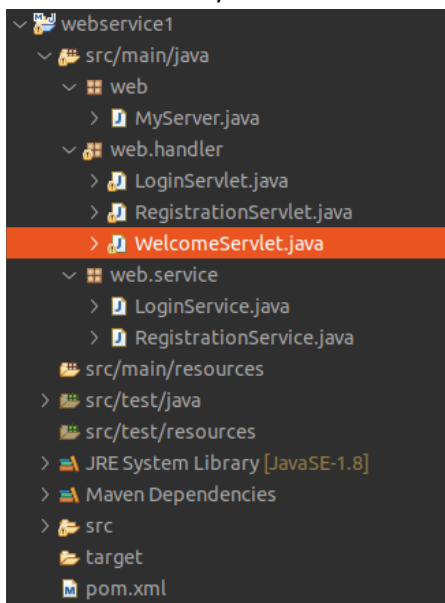 webservice1
src/main/java
web
MyServer.java
web.handler
LoginServlet.java
RegistrationServlet.java
WelcomeServlet.java
web.service
LoginService.java
RegistrationService.java
src/main/resources
src/test/java
src/test/resources
JRE System Library [JavaSE-1.8]
Maven Dependencies
src
target
pom.xml